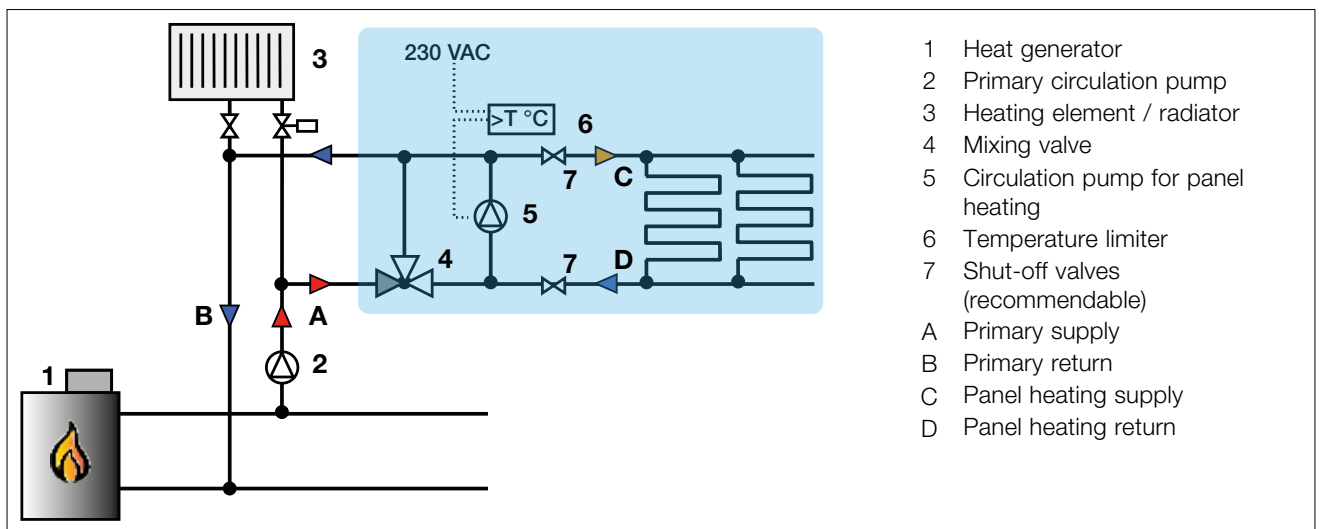 230 VAC
3
>T °C
6
7
C
5
4
7
D
B
A
2
1
1 Heat generator
2 Primary circulation pump
3 Heating element / radiator
4 Mixing valve
5 Circulation pump for panel
heating
6 Temperature limiter
7 Shut-off valves
(recommendable)
A Primary supply
B Primary return
C Panel heating supply
D Panel heating return